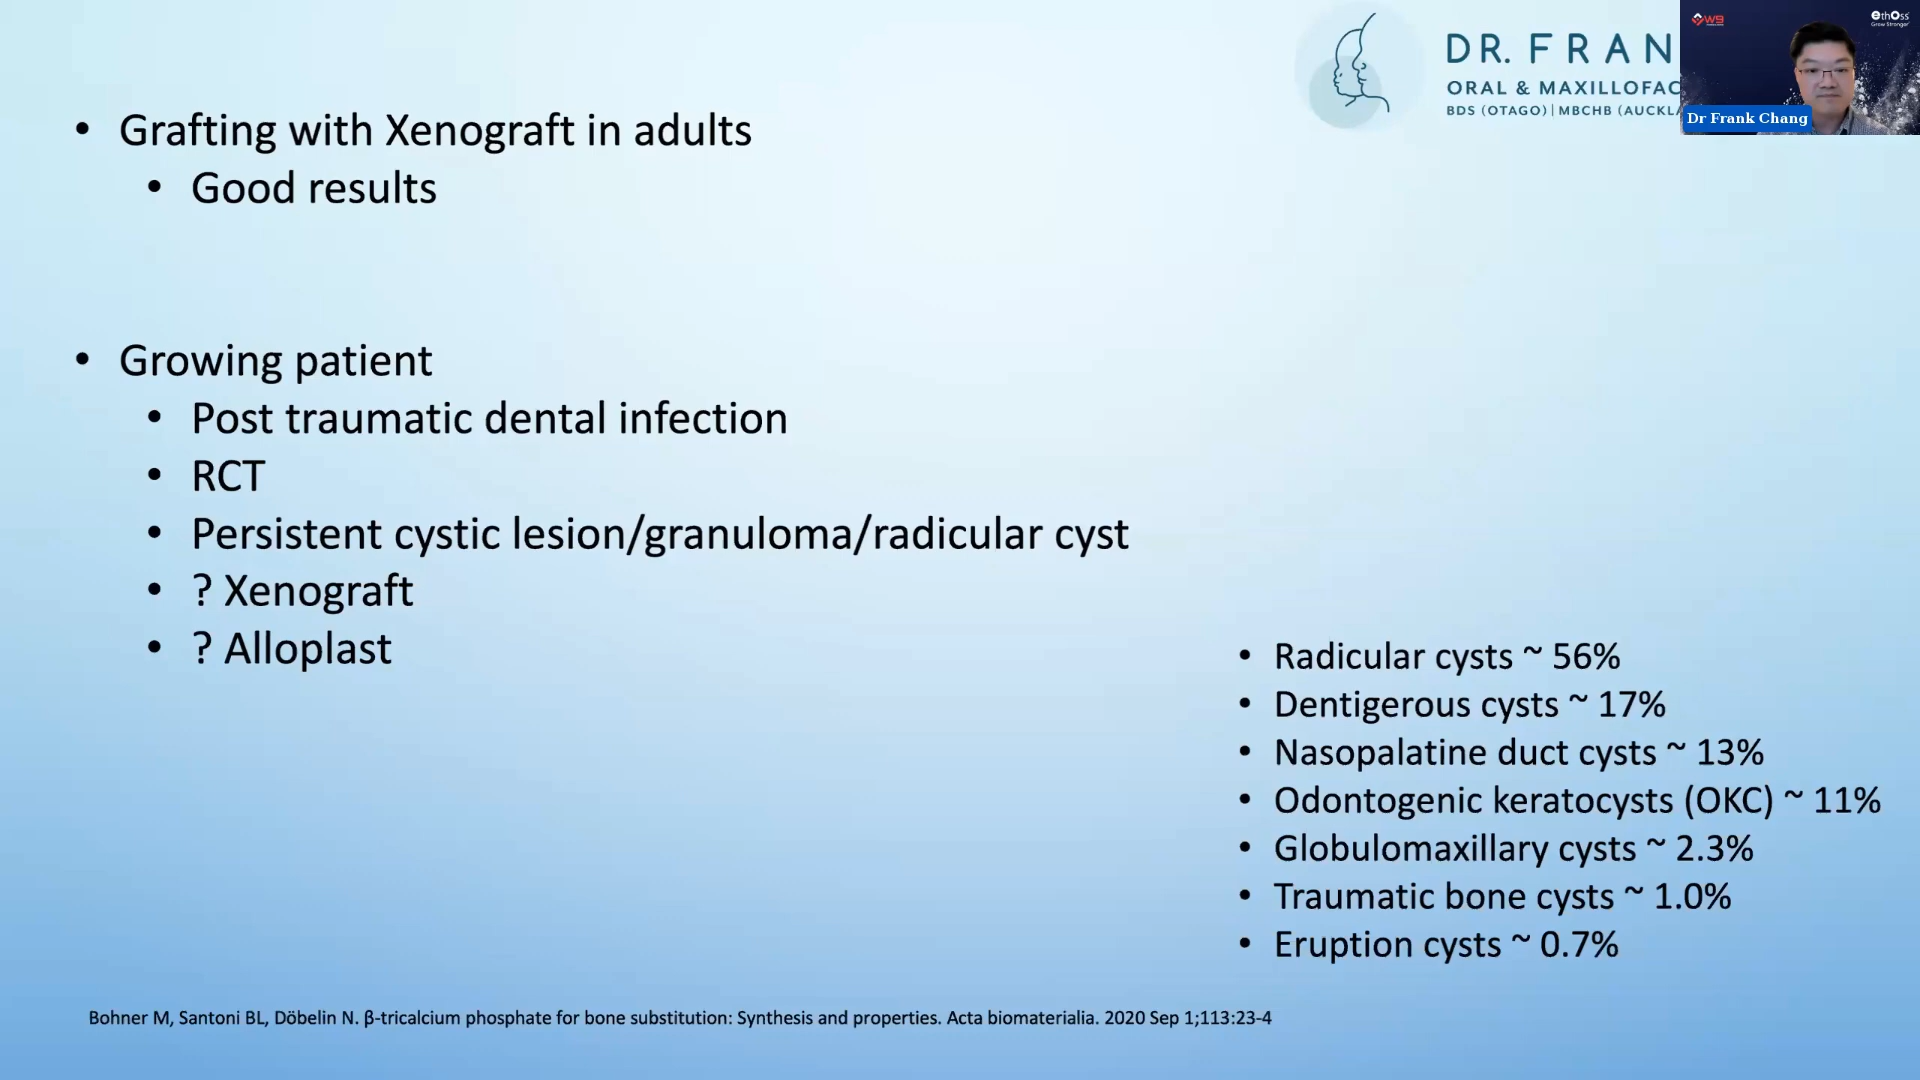 DR. FRAN
ORAL & MAXILLOFAC
BDS (OTAGO) | MBCHB (AUCKLA
W9
ethOss
Grow Stronger
Dr Frank Chang
• Grafting with Xenograft in adults
• Good results
• Growing patient
• Post traumatic dental infection
• RCT
• Persistent cystic lesion/granuloma/radicular cyst
• ? Xenograft
• ? Alloplast
• Radicular cysts ~ 56%
• Dentigerous cysts ~ 17%
• Nasopalatine duct cysts ~ 13%
• Odontogenic keratocysts (OKC) ~ 11%
• Globulomaxillary cysts ~ 2.3%
• Traumatic bone cysts ~ 1.0%
• Eruption cysts ~ 0.7%
Bohner M, Santoni BL, Döbelin N. β-tricalcium phosphate for bone substitution: Synthesis and properties. Acta biomaterialia. 2020 Sep 1;113:23-4